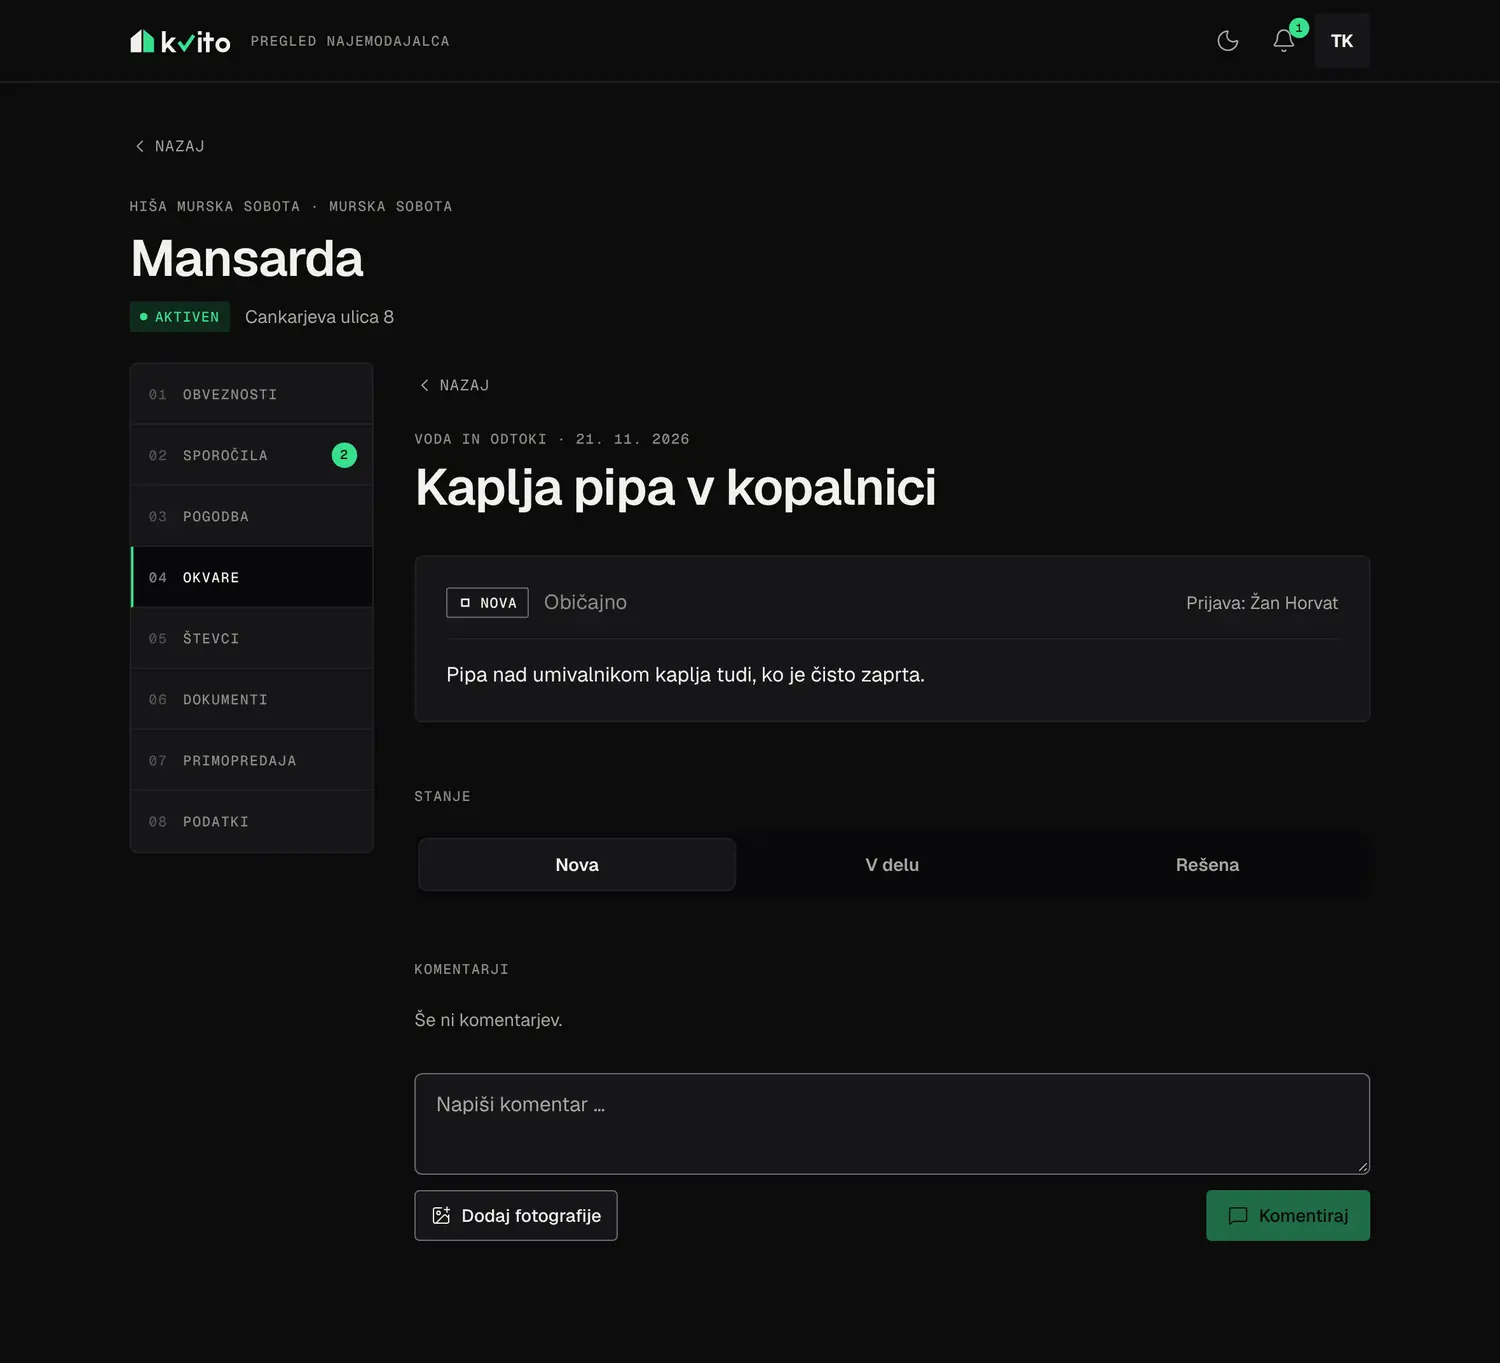 kvito PREGLED NAJEMODAJALCA
1
TK
NAZAJ
HIŠA MURSKA SOBOTA · MURSKA SOBOTA
Mansarda
AKTIVEN Cankarjeva ulica 8
01 OBVEZNOSTI
02 SPOROČILA 2
03 POGODBA
04 OKVARE
05 ŠTEVCI
06 DOKUMENTI
07 PRIMOPREDAJA
08 PODATKI
NAZAJ
VODA IN ODTOKI · 21. 11. 2026
Kaplja pipa v kopalnici
NOVA Običajno Prijava: Žan Horvat
Pipa nad umivalnikom kaplja tudi, ko je čisto zaprta.
STANJE
Nova V delu Rešena
KOMENTARJI
Še ni komentarjev.
Napiši komentar …
Dodaj fotografije Komentiraj